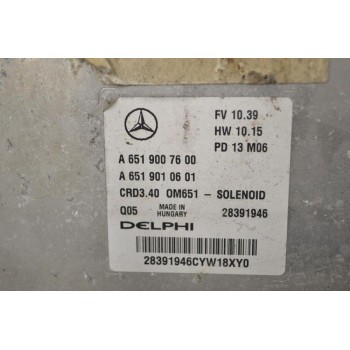 FV 10.39
HW 10.15
PD 13 M06
A 651 900 76 00
A 651 901 06 01
CRD3.40 OM651 - SOLENOID
Q05 MADE IN HUNGARY 28391946
DELPHI
28391946CYW18XY0